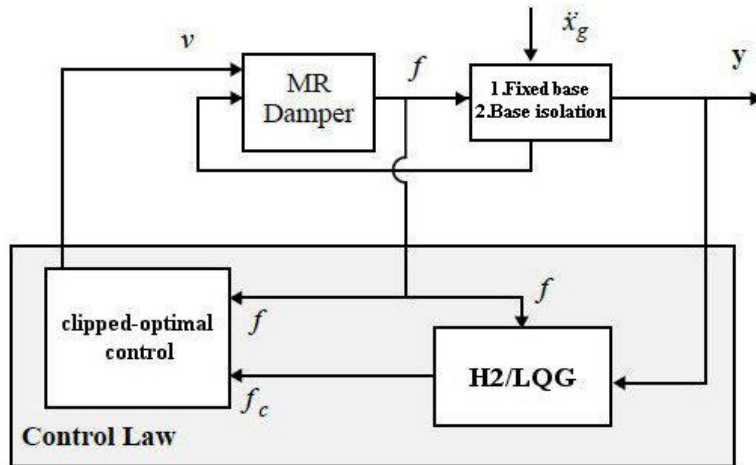 v
MR
Damper
f
ẍg
1.Fixed base
2.Base isolation
y
clipped-optimal
control
f
f
fc
H2/LQG
Control Law